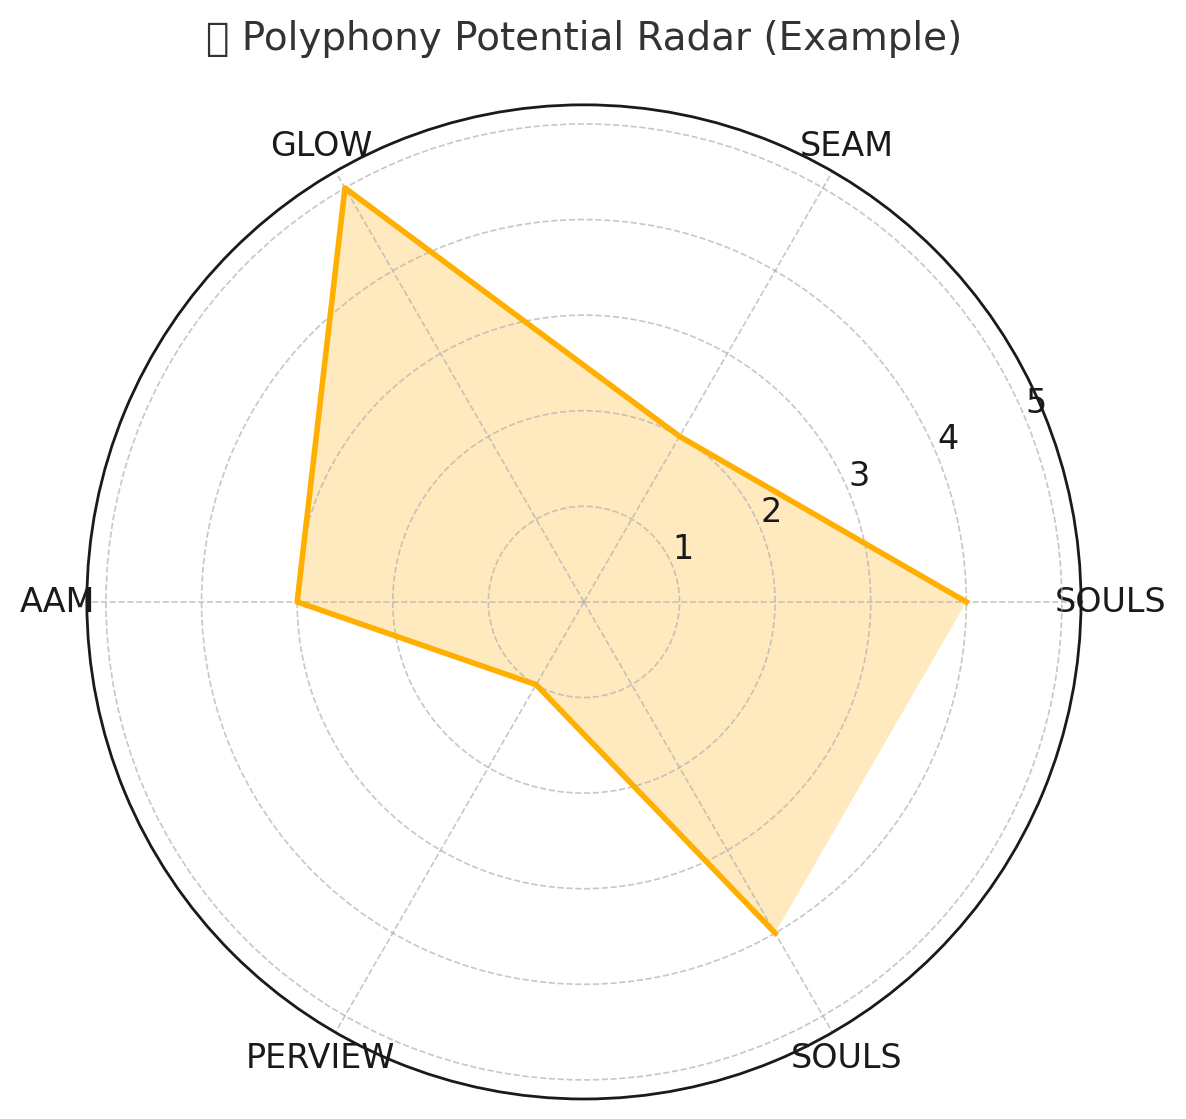 ▯ Polyphony Potential Radar (Example)
GLOW
SEAM
5
4
3
2
1
AAM
SOULS
PERVIEW
SOULS